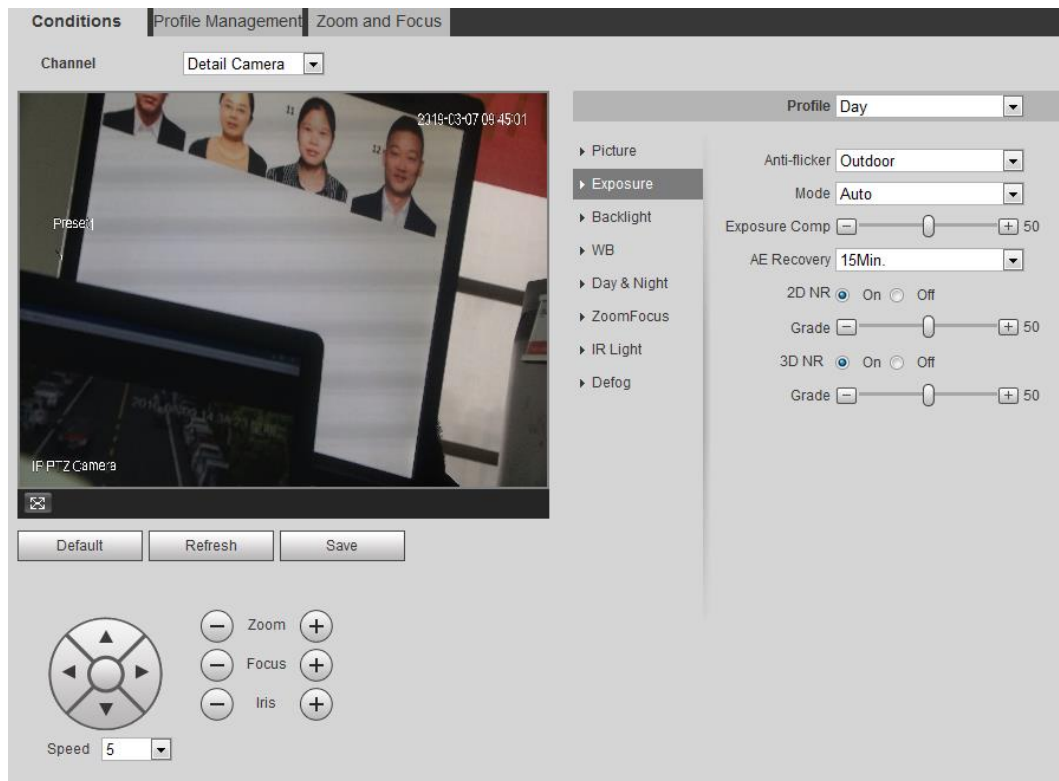 Conditions Profile Management Zoom and Focus
Channel Detail Camera
2019-03-07 09:45:01
11
12
Preset1
IP PTZ Camera
Default Refresh Save
Zoom
Focus
Iris
Speed 5
Profile Day
Picture
Exposure
Backlight
WB
Day & Night
ZoomFocus
IR Light
Defog
Anti-flicker Outdoor
Mode Auto
Exposure Comp 50
AE Recovery 15Min.
2D NR On Off
Grade 50
3D NR On Off
Grade 50